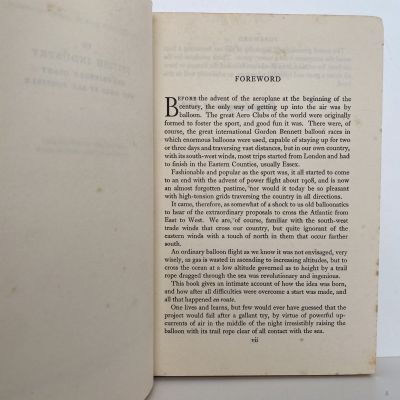 FOREWORD
BEFORE the advent of the aeroplane at the beginning of the
century, the only way of getting up into the air was by
balloon. The great Aero Clubs of the world were originally
formed to foster the sport, and good fun it was. There were, of
course, the great international Gordon Bennett balloon races in
which enormous balloons were used, capable of staying up for two
or three days and traversing vast distances, but in our own country,
with its south-west winds, most trips started from London and had
to finish in the Eastern Counties, usually Essex.
Fashionable and popular as the sport was, it all started to come
to an end with the advent of power flight about 1908, and is now
an almost forgotten pastime, nor would it today be so pleasant
with high-tension grids traversing the country in all directions.
It came, therefore, as somewhat of a shock to us old balloonatics
to hear of the extraordinary proposals to cross the Atlantic from
East to West. We are, of course, familiar with the south-west
trade winds that cross our country, but quite ignorant of the
eastern winds with a touch of north in them that occur farther
south.
An ordinary balloon flight as we know it was not envisaged, very
wisely, as gas is wasted in ascending to increasing altitudes, but to
cross the ocean at a low altitude governed as to height by a trail
rope dragged through the sea was revolutionary and ingenious.
This book gives an intimate account of how the idea was born,
and how after all difficulties were overcome a start was made, and
all that happened en route.
One lives and learns, but few would ever have guessed that the
project would fail after a gallant try, by virtue of powerful up-
currents of air in the middle of the night irresistibly raising the
balloon with its trail rope clear of all contact with the sea.
vii